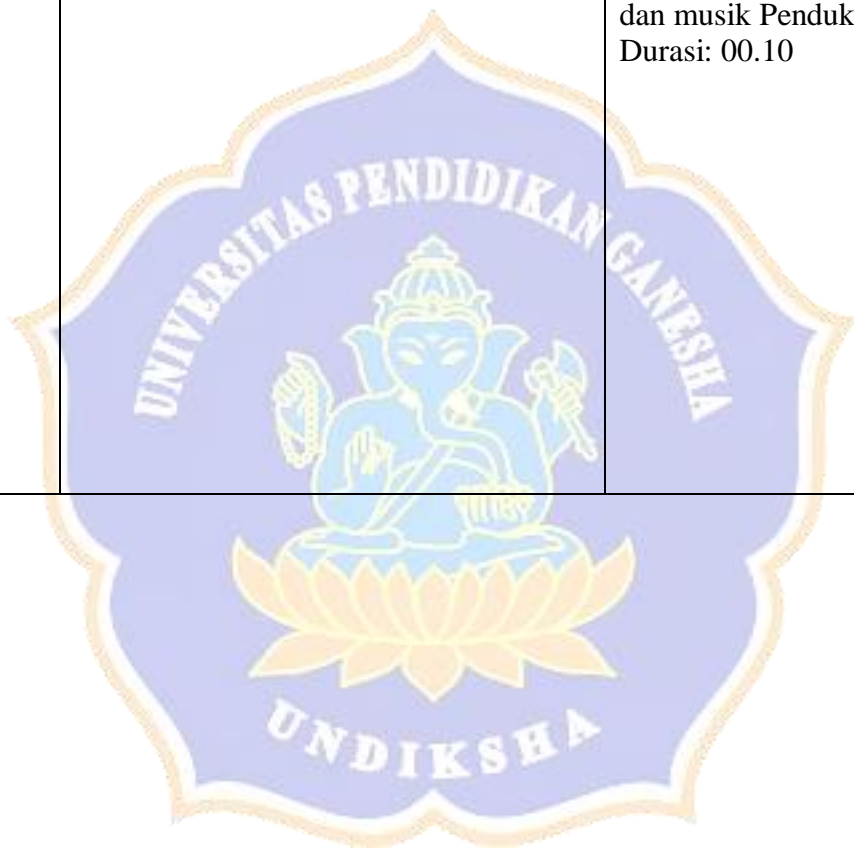 dan musik Penduk
Durasi: 00.10
UNIVERSITAS PENDIDIKAN GANESHA
UNDIKSHA